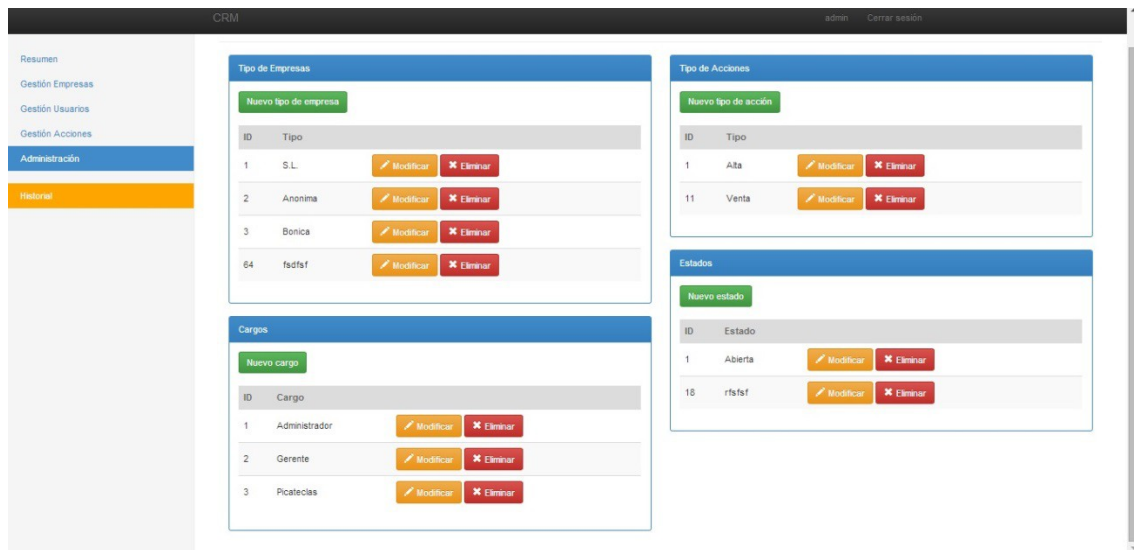 CRM
admin Cerrar sesión
Resumen
Gestión Empresas
Gestión Usuarios
Gestión Acciones
Administración
Historial
Tipo de Empresas
Nuevo tipo de empresa
ID Tipo
1 S.L. Modificar Eliminar
2 Anonima Modificar Eliminar
3 Bonica Modificar Eliminar
64 fsdfsf Modificar Eliminar
Cargos
Nuevo cargo
ID Cargo
1 Administrador Modificar Eliminar
2 Gerente Modificar Eliminar
3 Picateclas Modificar Eliminar
Tipo de Acciones
Nuevo tipo de acción
ID Tipo
1 Alta Modificar Eliminar
11 Venta Modificar Eliminar
Estados
Nuevo estado
ID Estado
1 Abierta Modificar Eliminar
18 rfsfsf Modificar Eliminar